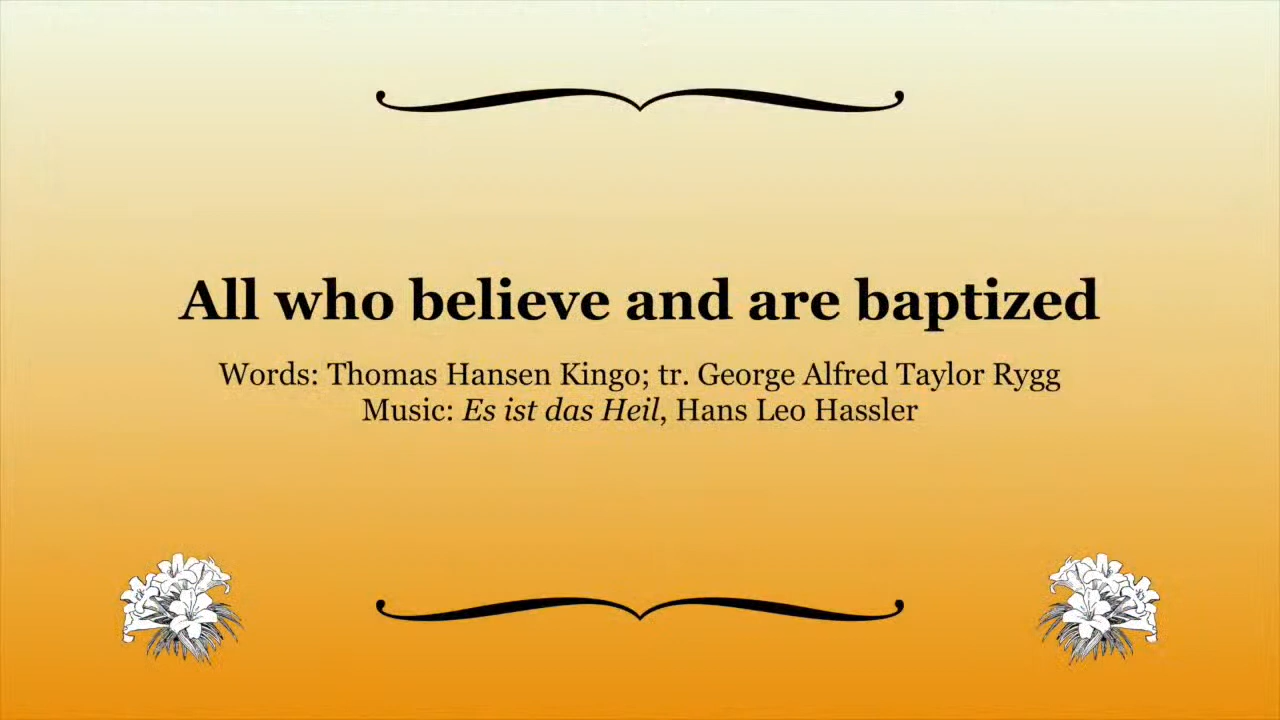 All who believe and are baptized
Words: Thomas Hansen Kingo; tr. George Alfred Taylor Rygg
Music: Es ist das Heil, Hans Leo Hassler